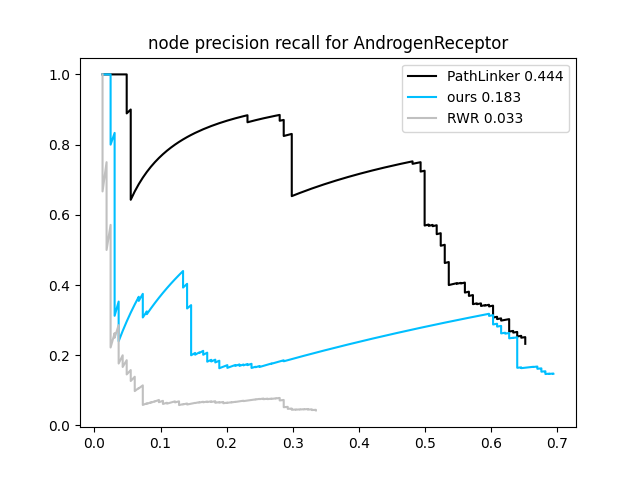 node precision recall for AndrogenReceptor
PathLinker 0.444
ours 0.183
RWR 0.033
1.0
0.8
0.6
0.4
0.2
0.0
0.0 0.1 0.2 0.3 0.4 0.5 0.6 0.7